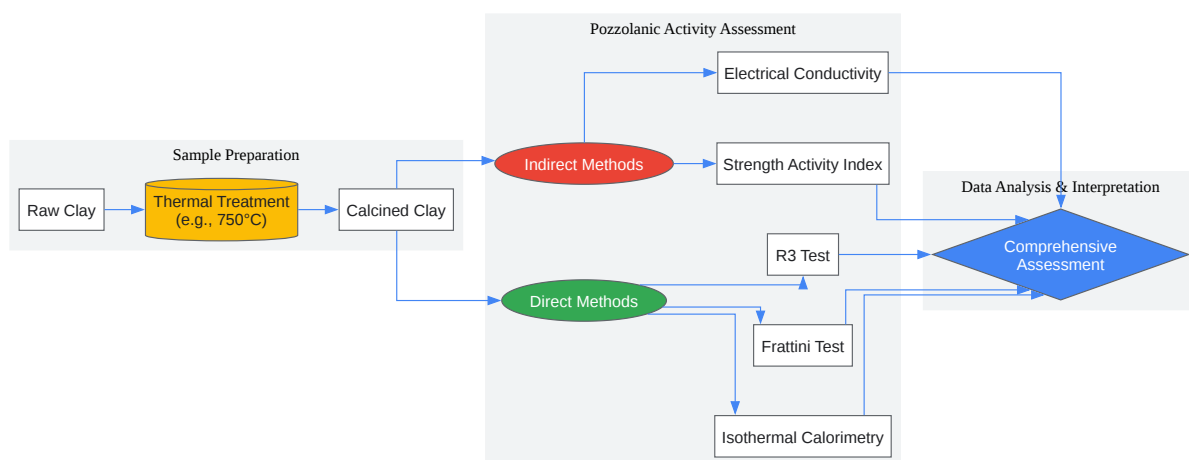 Sample Preparation
Raw Clay
Thermal Treatment
(e.g., 750°C)
Calcined Clay
Pozzolanic Activity Assessment
Electrical Conductivity
Indirect Methods
Strength Activity Index
R3 Test
Direct Methods
Frattini Test
Isothermal Calorimetry
Data Analysis & Interpretation
Comprehensive
Assessment